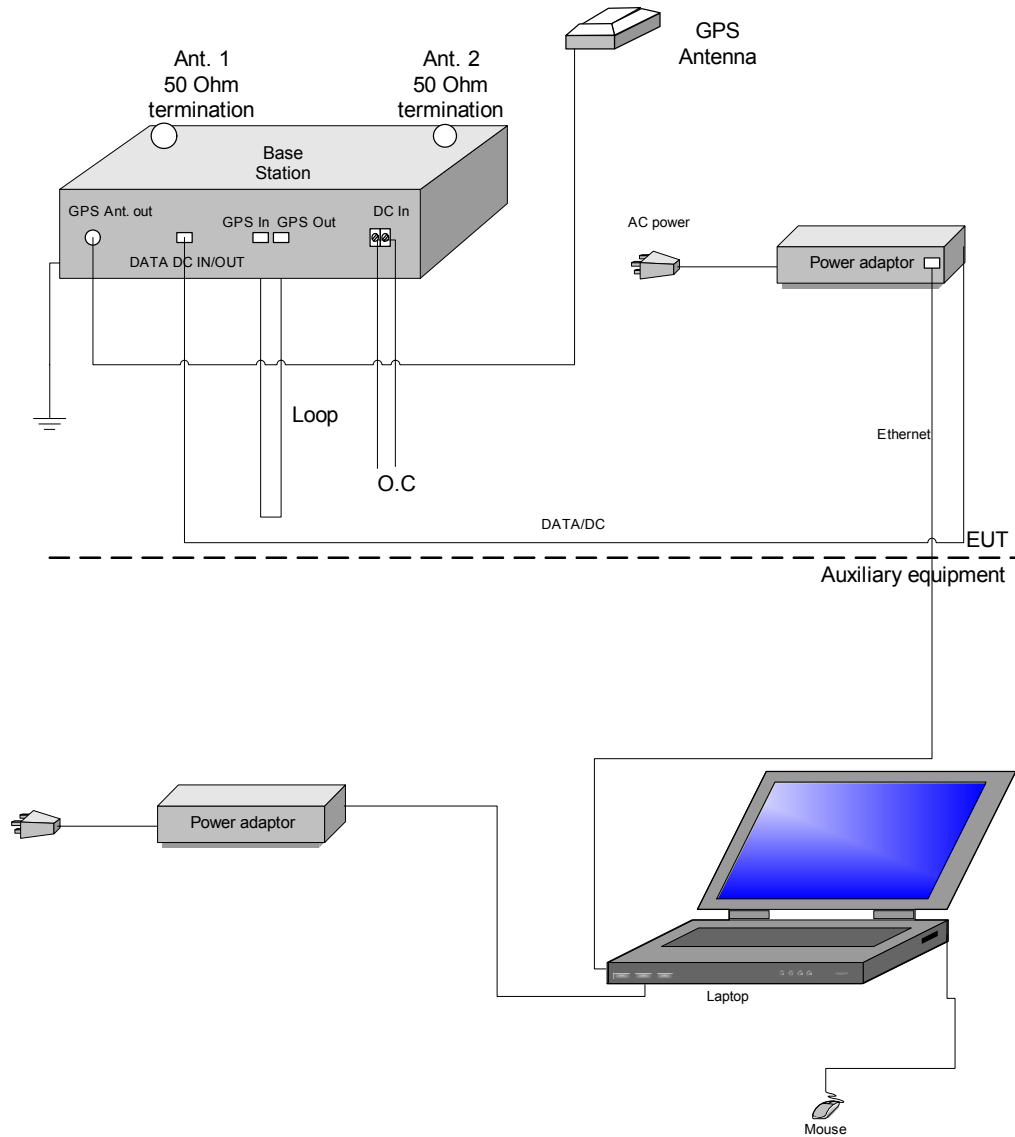 GPS
Antenna
Ant. 1
50 Ohm
termination
Ant. 2
50 Ohm
termination
Base
Station
GPS Ant. out
GPS In
GPS Out
DC In
DATA DC IN/OUT
AC power
Power adaptor
Loop
O.C
Ethernet
DATA/DC
EUT
Auxiliary equipment
Power adaptor
Laptop
Mouse